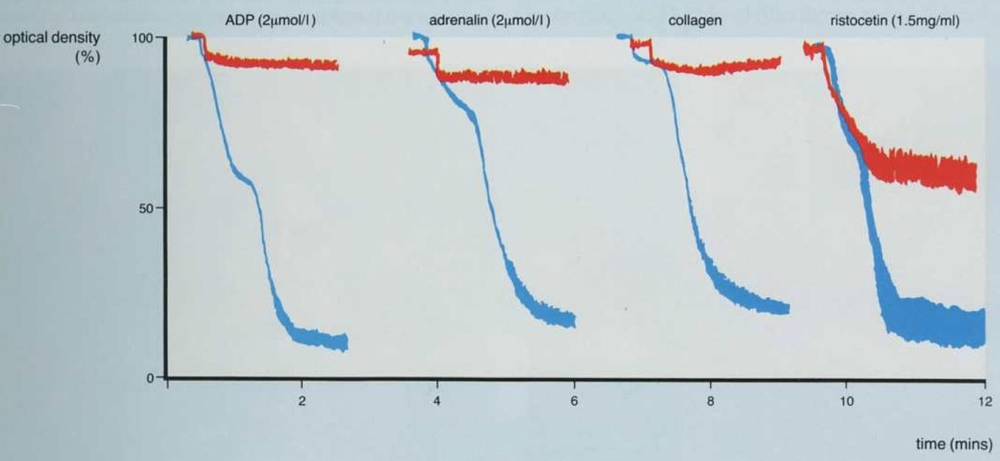 ADP (2μmol/l)
adrenalin (2μmol/l)
collagen
ristocetin (1.5mg/ml)
optical density
(%)
100
50
0
2
4
6
8
10
12
time (mins)